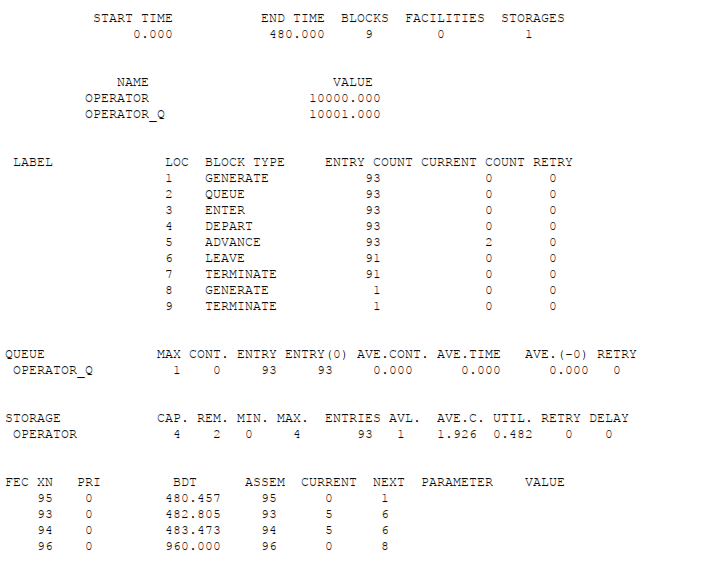 START TIME END TIME BLOCKS FACILITIES STORAGES
0.000 480.000 9 0 1
NAME VALUE
OPERATOR 10000.000
OPERATOR_Q 10001.000
LABEL LOC BLOCK TYPE ENTRY COUNT CURRENT COUNT RETRY
1 GENERATE 93 0 0
2 QUEUE 93 0 0
3 ENTER 93 0 0
4 DEPART 93 0 0
5 ADVANCE 93 2 0
6 LEAVE 91 0 0
7 TERMINATE 91 0 0
8 GENERATE 1 0 0
9 TERMINATE 1 0 0
QUEUE MAX CONT. ENTRY ENTRY(0) AVE.CONT. AVE.TIME AVE.(-0) RETRY
OPERATOR_Q 1 0 93 93 0.000 0.000 0.000 0
STORAGE CAP. REM. MIN. MAX. ENTRIES AVL. AVE.C. UTIL. RETRY DELAY
OPERATOR 4 2 0 4 93 1 1.926 0.482 0 0
FEC XN PRI BDT ASSEM CURRENT NEXT PARAMETER VALUE
95 0 480.457 95 0 1
93 0 482.805 93 5 6
94 0 483.473 94 5 6
96 0 960.000 96 0 8